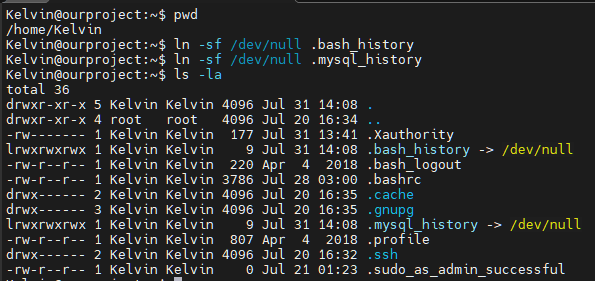 Kelvin@ourproject:~$ pwd
/home/Kelvin
Kelvin@ourproject:~$ ln -sf /dev/null .bash_history
Kelvin@ourproject:~$ ln -sf /dev/null .mysql_history
Kelvin@ourproject:~$ ls -la
total 36
drwxr-xr-x 5 Kelvin Kelvin 4096 Jul 31 14:08 .
drwxr-xr-x 4 root   root   4096 Jul 20 16:34 ..
-rw------- 1 Kelvin Kelvin  177 Jul 31 13:41 .Xauthority
lrwxrwxrwx 1 Kelvin Kelvin    9 Jul 31 14:08 .bash_history -> /dev/null
-rw-r--r-- 1 Kelvin Kelvin  220 Apr  4  2018 .bash_logout
-rw-r--r-- 1 Kelvin Kelvin 3786 Jul 28 03:00 .bashrc
drwx------ 2 Kelvin Kelvin 4096 Jul 20 16:35 .cache
drwx------ 3 Kelvin Kelvin 4096 Jul 20 16:35 .gnupg
lrwxrwxrwx 1 Kelvin Kelvin    9 Jul 31 14:08 .mysql_history -> /dev/null
-rw-r--r-- 1 Kelvin Kelvin  807 Apr  4  2018 .profile
drwx------ 2 Kelvin Kelvin 4096 Jul 20 16:32 .ssh
-rw-r--r-- 1 Kelvin Kelvin    0 Jul 21 01:23 .sudo_as_admin_successful